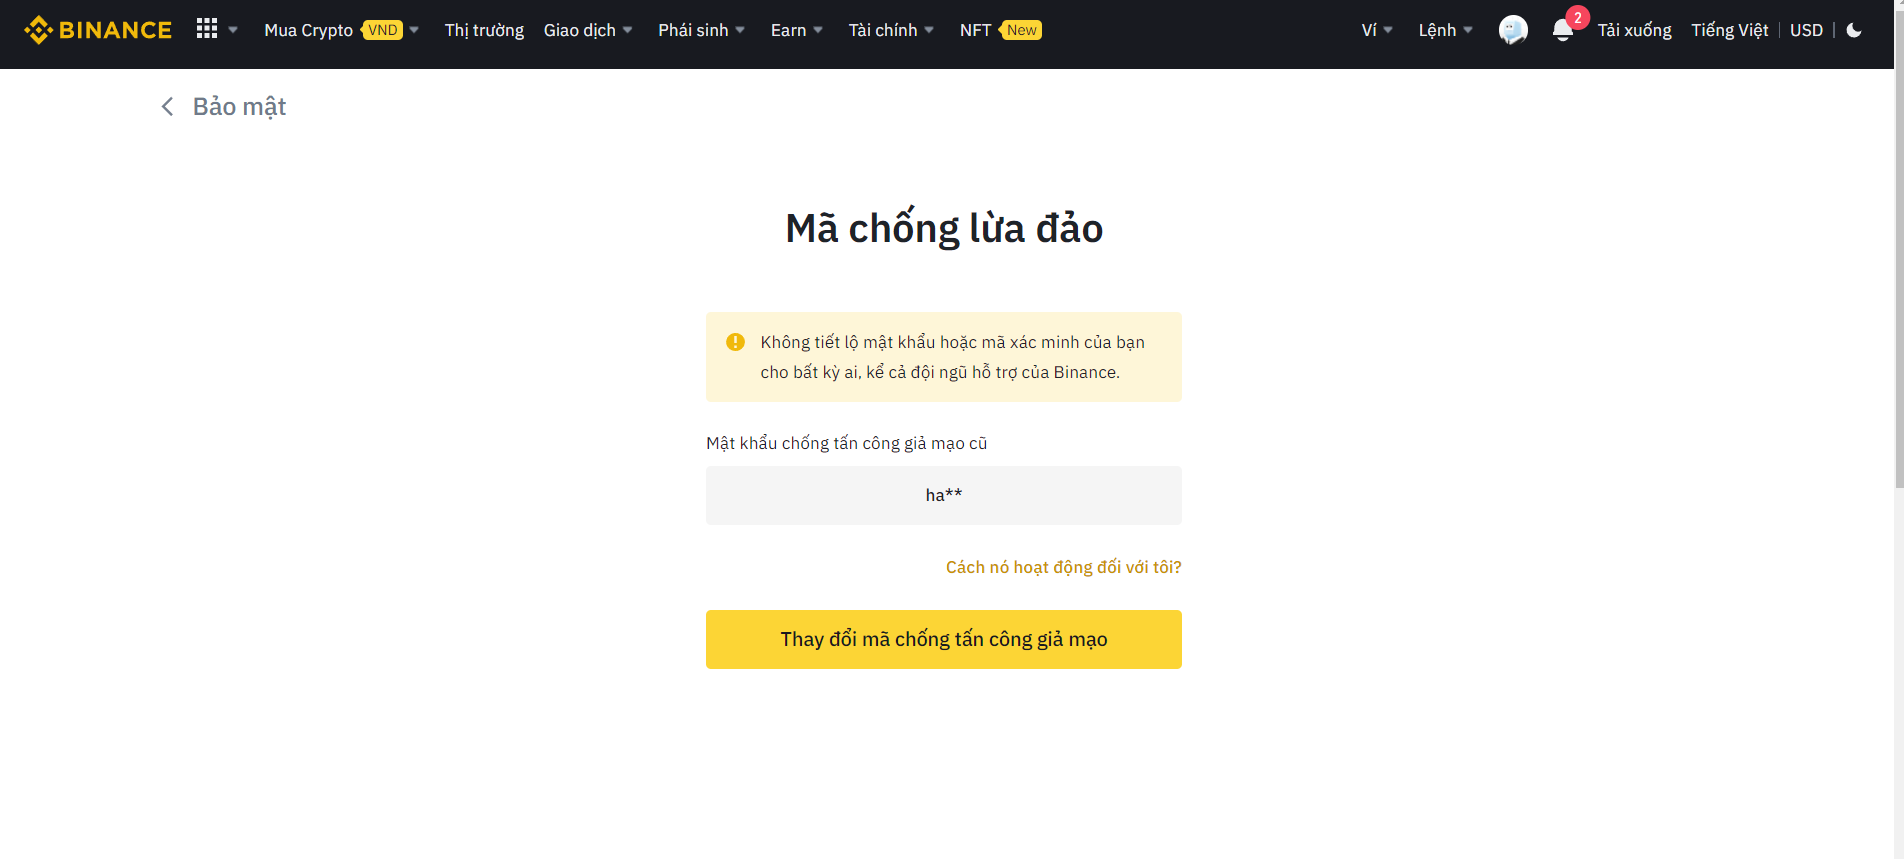 BINANCE Mua Crypto VND Thị trường Giao dịch Phái sinh Earn Tài chính NFT New Ví Lệnh 2 Tải xuống Tiếng Việt | USD |
Bảo mật
Mã chống lừa đảo
Không tiết lộ mật khẩu hoặc mã xác minh của bạn
cho bất kỳ ai, kể cả đội ngũ hỗ trợ của Binance.
Mật khẩu chống tấn công giả mạo cũ
ha**
Cách nó hoạt động đối với tôi?
Thay đổi mã chống tấn công giả mạo